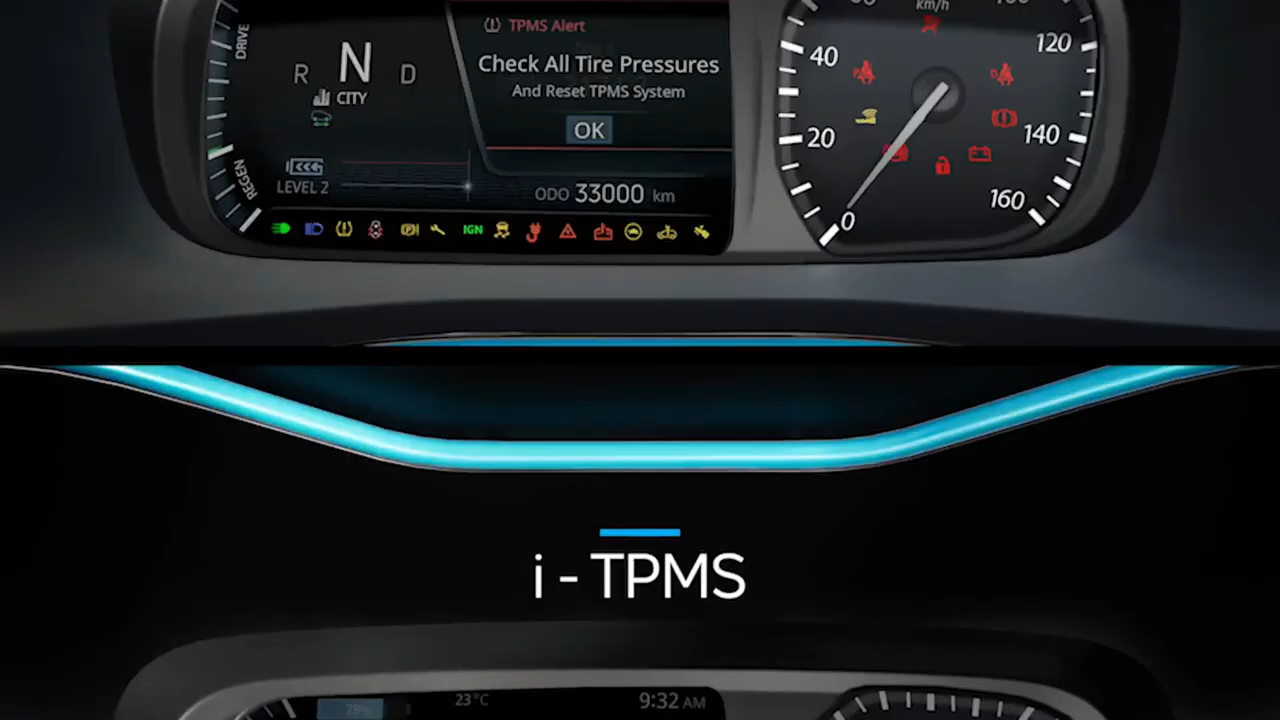 km/h
TPMS Alert
DRIVE
40
120
Check All Tire Pressures
R N D
And Reset TPMS System
CITY
OK
20
140
REGEN
LEVEL 2
ODO 33000 km
160
0
IGN
i - TPMS
78%
23°C
9:32 AM